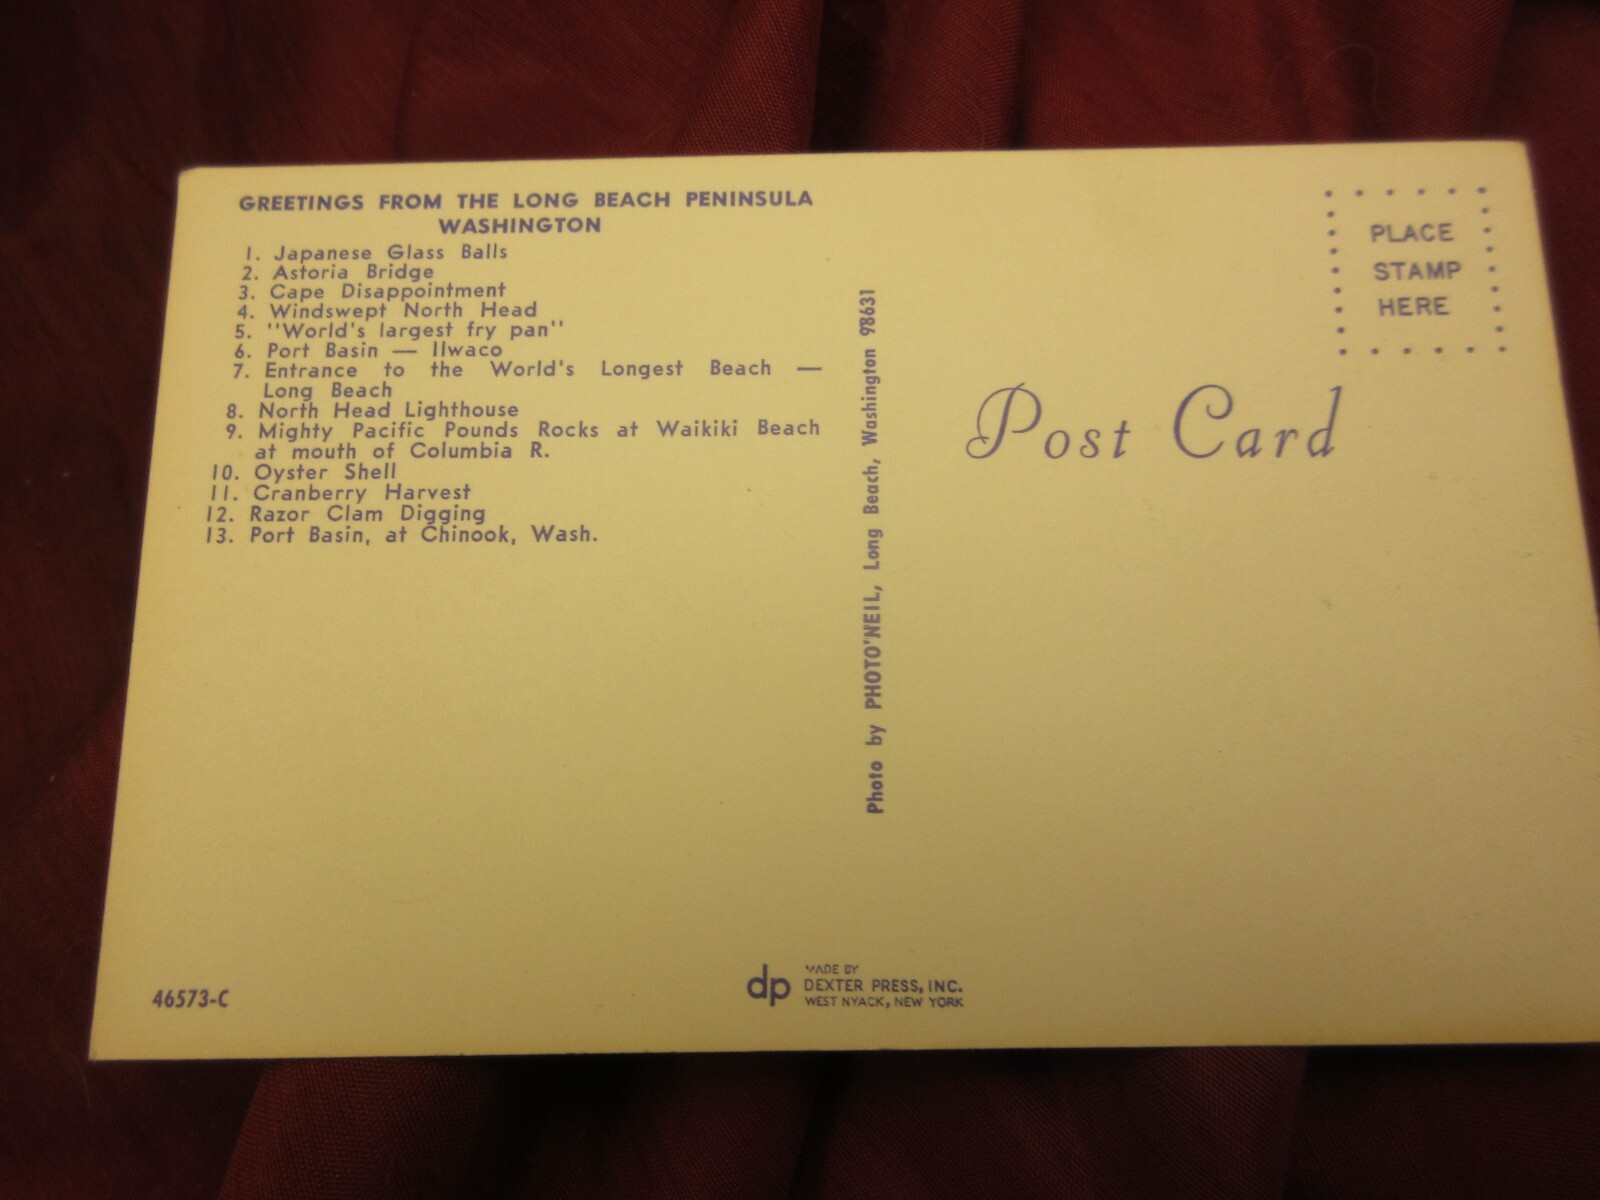 GREETINGS FROM THE LONG BEACH PENINSULA
WASHINGTON
1. Japanese Glass Balls
2. Astoria Bridge
3. Cape Disappointment
4. Windswept North Head
5. "World's largest fry pan"
6. Port Basin — Ilwaco
7. Entrance to the World's Longest Beach —
Long Beach
8. North Head Lighthouse
9. Mighty Pacific Pounds Rocks at Waikiki Beach
at mouth of Columbia R.
10. Oyster Shell
11. Cranberry Harvest
12. Razor Clam Digging
13. Port Basin, at Chinook, Wash.
46573-C
Photo by PHOTO'NEIL, Long Beach, Washington 98631
dp
MADE BY
DEXTER PRESS, INC.
WEST NYACK, NEW YORK
PLACE
STAMP
HERE
Post Card